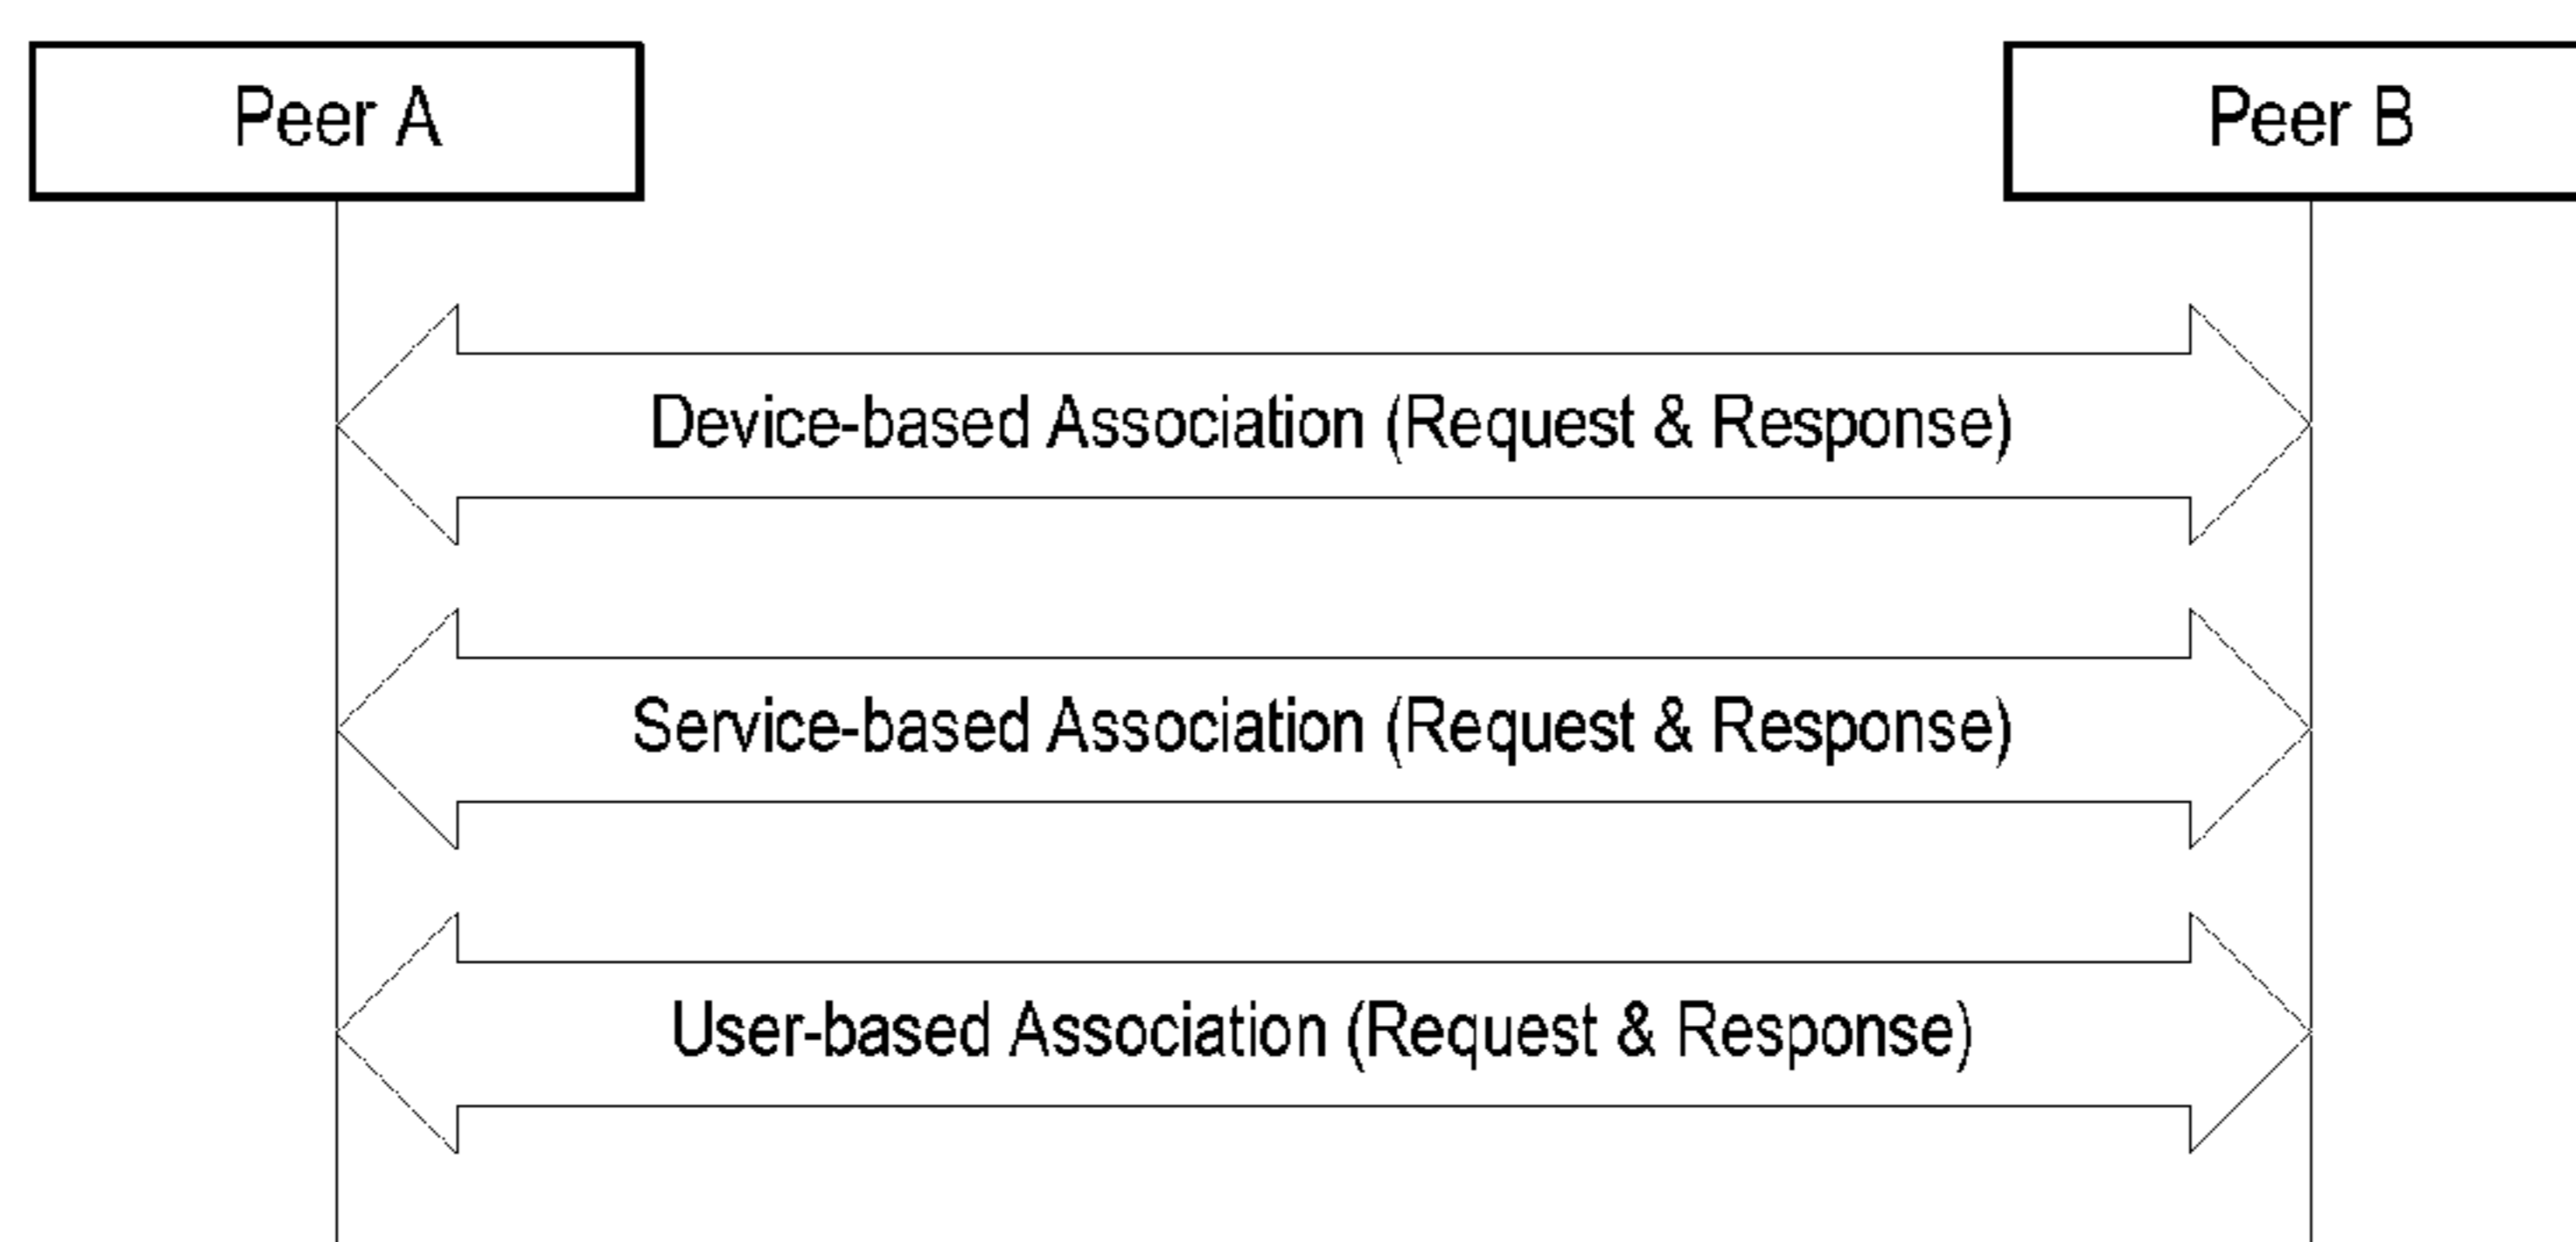 Peer A
Peer B
Device-based Association (Request & Response)
Service-based Association (Request & Response)
User-based Association (Request & Response)